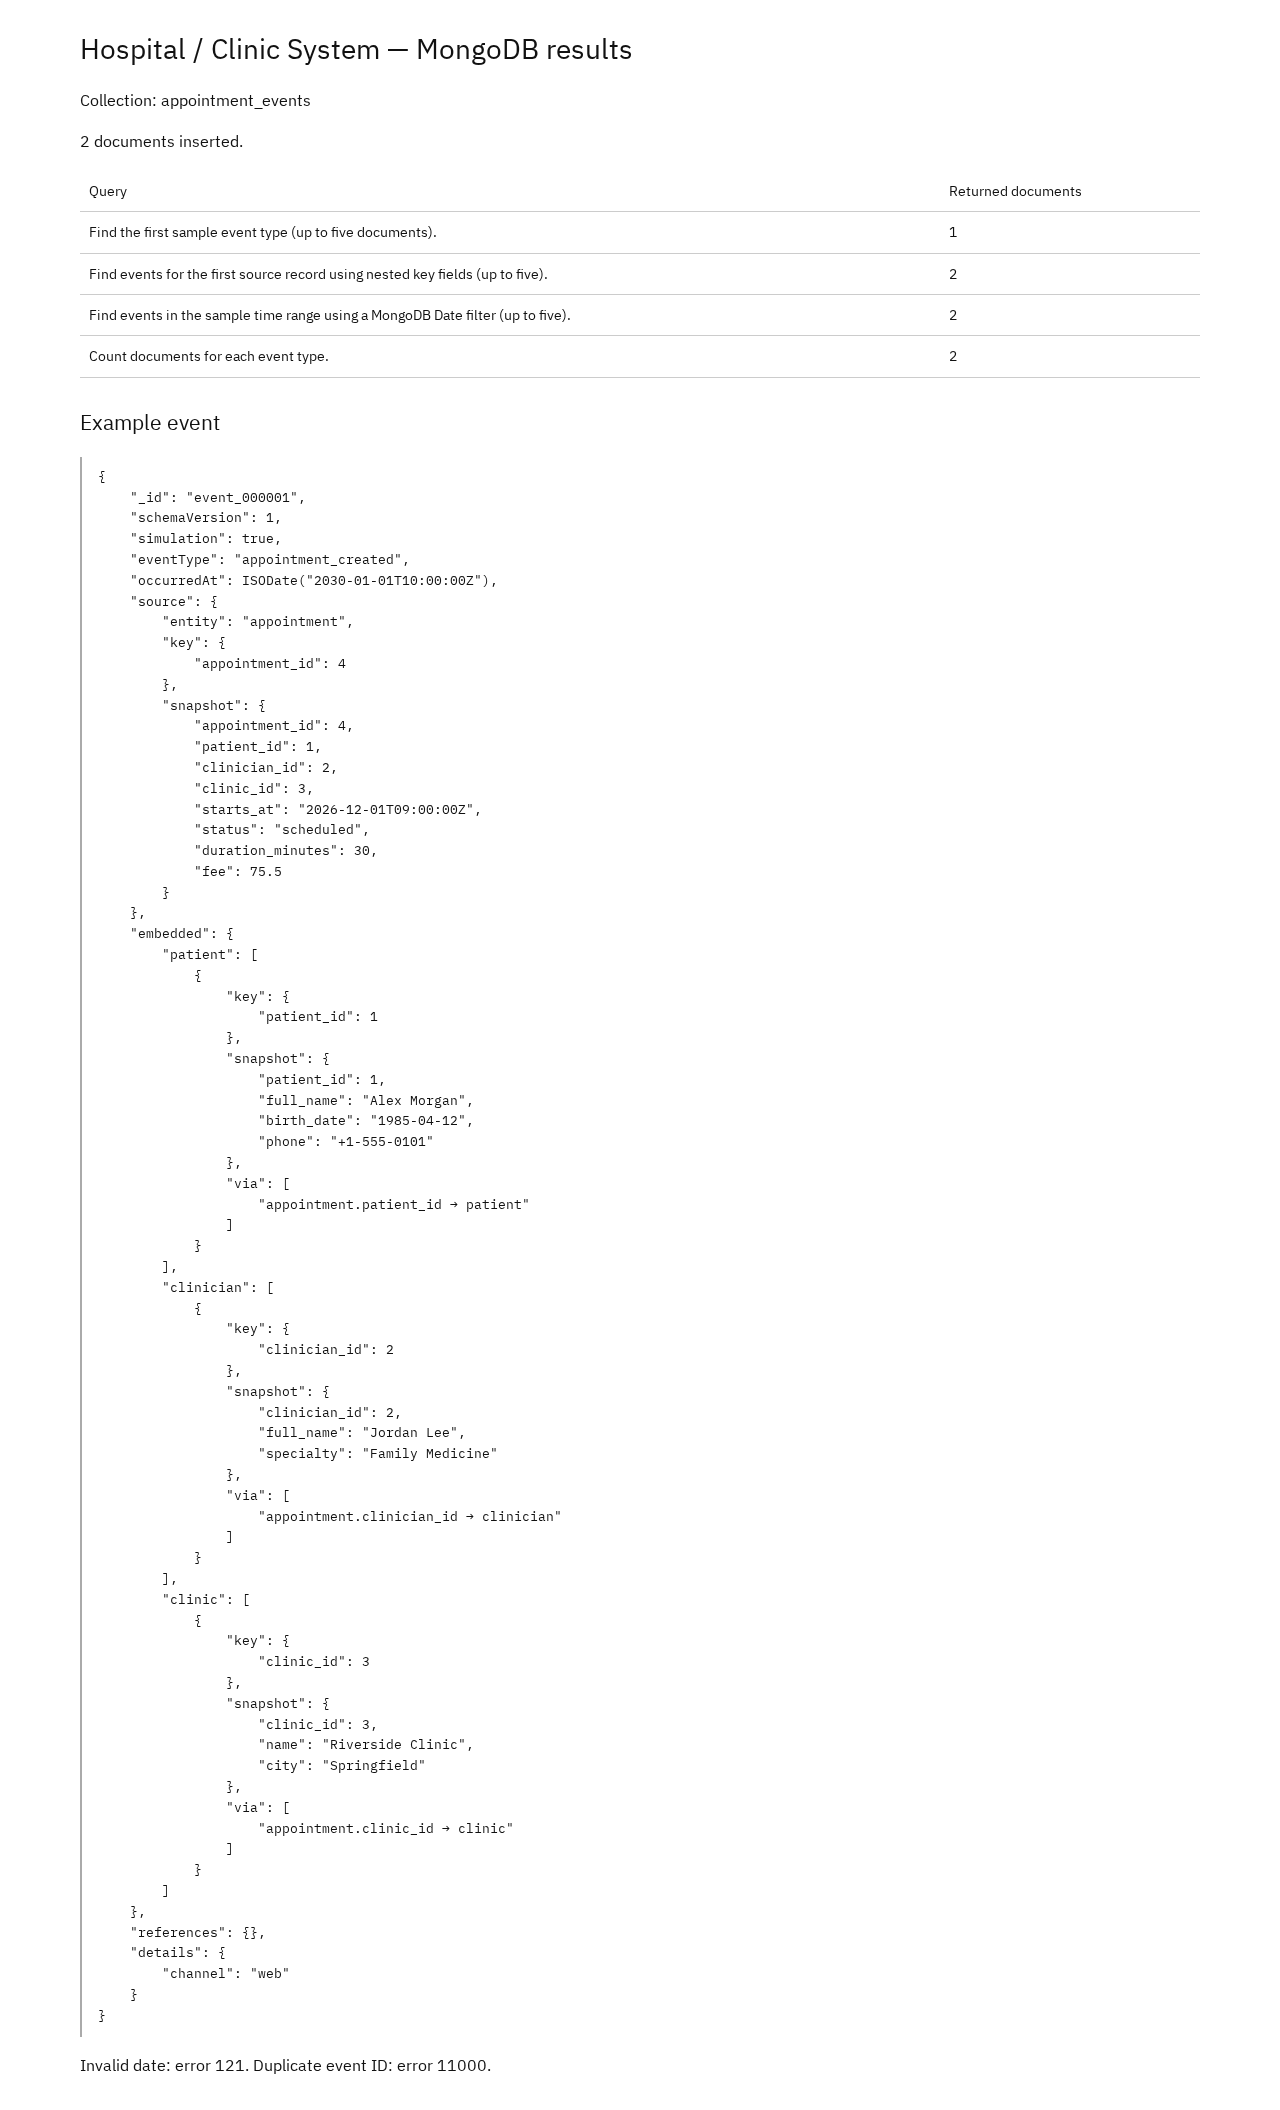 Hospital / Clinic System — MongoDB results
Collection: appointment_events
2 documents inserted.
Query Returned documents
Find the first sample event type (up to five documents). 1
Find events for the first source record using nested key fields (up to five). 2
Find events in the sample time range using a MongoDB Date filter (up to five). 2
Count documents for each event type. 2
Example event
{
    "_id": "event_000001",
    "schemaVersion": 1,
    "simulation": true,
    "eventType": "appointment_created",
    "occurredAt": ISODate("2030-01-01T10:00:00Z"),
    "source": {
        "entity": "appointment",
        "key": {
            "appointment_id": 4
        },
        "snapshot": {
            "appointment_id": 4,
            "patient_id": 1,
            "clinician_id": 2,
            "clinic_id": 3,
            "starts_at": "2026-12-01T09:00:00Z",
            "status": "scheduled",
            "duration_minutes": 30,
            "fee": 75.5
        }
    },
    "embedded": {
        "patient": [
            {
                "key": {
                    "patient_id": 1
                },
                "snapshot": {
                    "patient_id": 1,
                    "full_name": "Alex Morgan",
                    "birth_date": "1985-04-12",
                    "phone": "+1-555-0101"
                },
                "via": [
                    "appointment.patient_id → patient"
                ]
            }
        ],
        "clinician": [
            {
                "key": {
                    "clinician_id": 2
                },
                "snapshot": {
                    "clinician_id": 2,
                    "full_name": "Jordan Lee",
                    "specialty": "Family Medicine"
                },
                "via": [
                    "appointment.clinician_id → clinician"
                ]
            }
        ],
        "clinic": [
            {
                "key": {
                    "clinic_id": 3
                },
                "snapshot": {
                    "clinic_id": 3,
                    "name": "Riverside Clinic",
                    "city": "Springfield"
                },
                "via": [
                    "appointment.clinic_id → clinic"
                ]
            }
        ]
    },
    "references": {},
    "details": {
        "channel": "web"
    }
}
Invalid date: error 121. Duplicate event ID: error 11000.